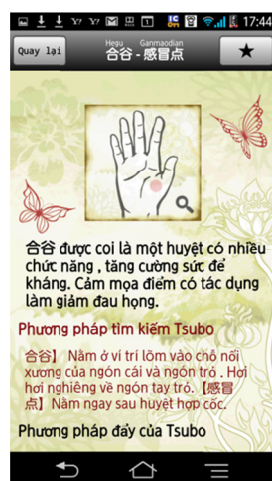 17:44
Quay lại
Hegu Ganmaodian
合谷 - 感冒点
合谷 được coi là một huyệt có nhiều
chức năng , tăng cường sức đề
kháng. Cảm mọa điểm có tác dụng
làm giảm đau họng.
Phương pháp tìm kiếm Tsubo
合谷】 Nằm ở ví trí lõm vào chỗ nối
xương của ngón cái và ngón trỏ . Hơi
hơi nghiêng về ngón tay trỏ. 【感冒
点】 Nằm ngay sau huyệt hợp cốc.
Phương pháp đẩy của Tsubo